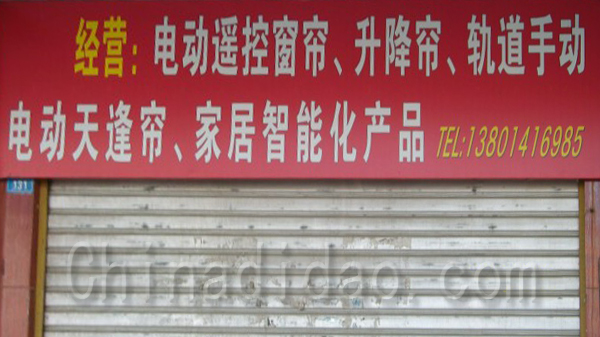 经营：电动遥控窗帘、升降帘、轨道手动
电动天逢帘、家居智能化产品 TEL:13801416985
131
Chinadidao.com